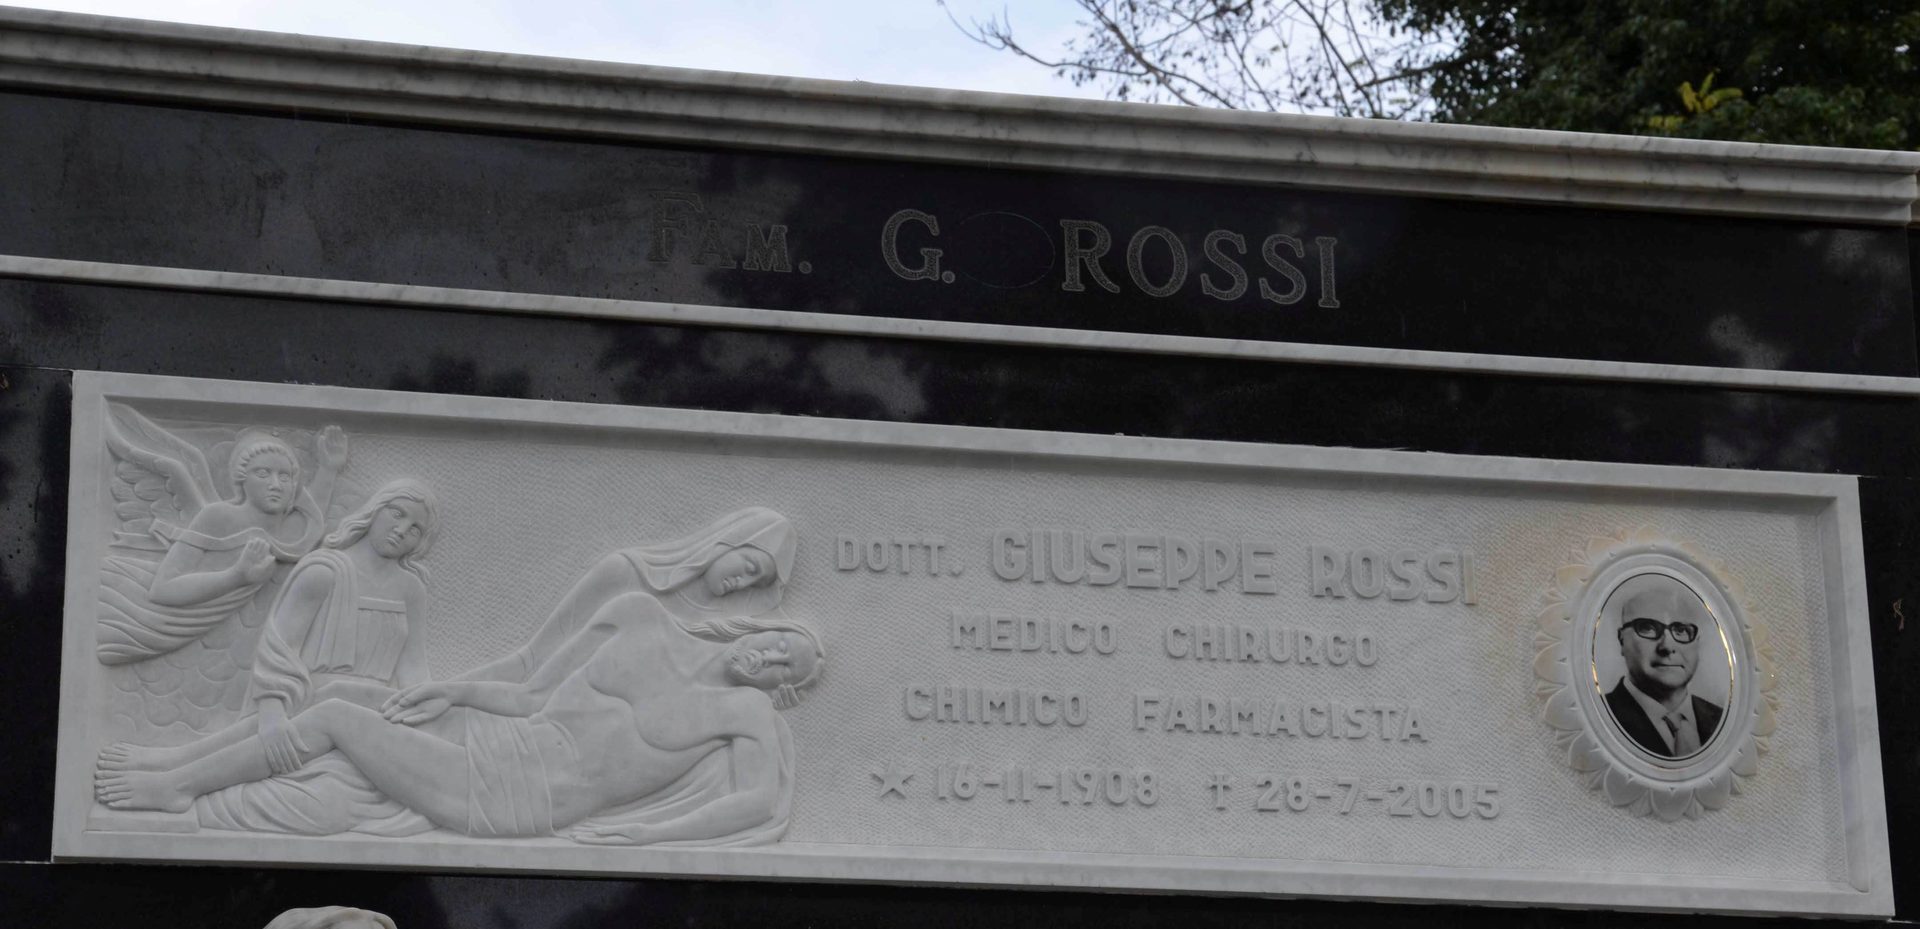 FAM. G. ROSSI
DOTT. GIUSEPPE ROSSI
MEDICO CHIRURGO
CHIMICO FARMACISTA
★ 16-11-1908 † 28-7-2005